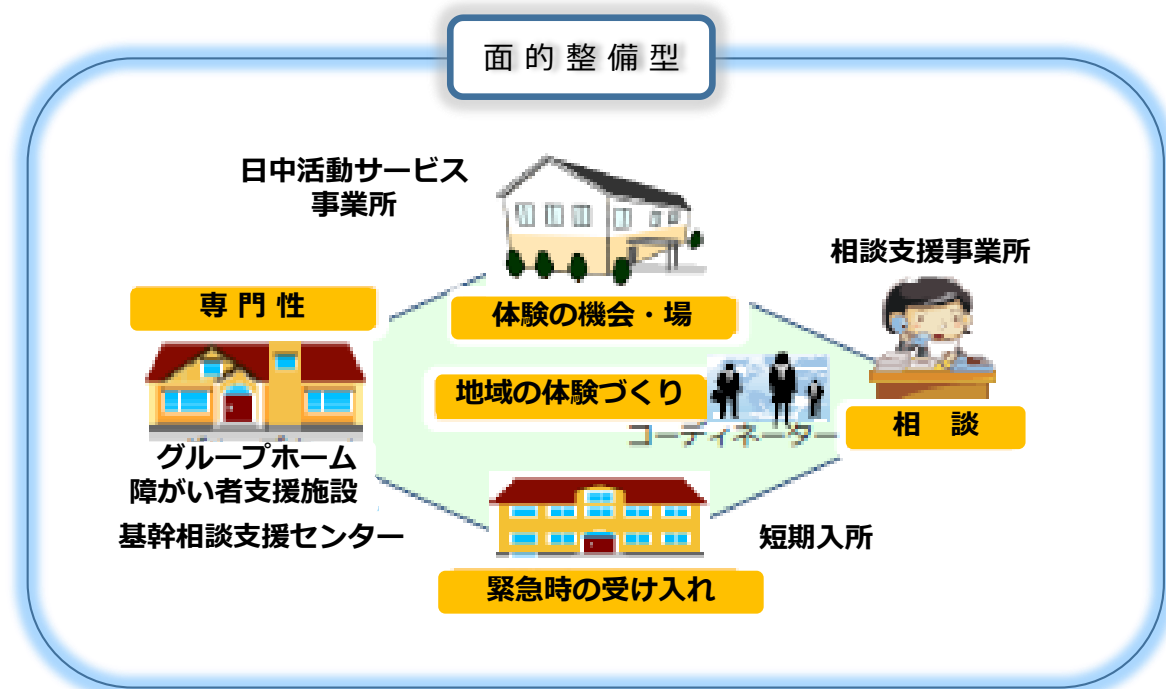 面的整備型
日中活動サービス
事業所
相談支援事業所
専門性
体験の機会・場
地域の体験づくり
コーディネーター
相　談
グループホーム
障がい者支援施設
基幹相談支援センター
短期入所
緊急時の受け入れ